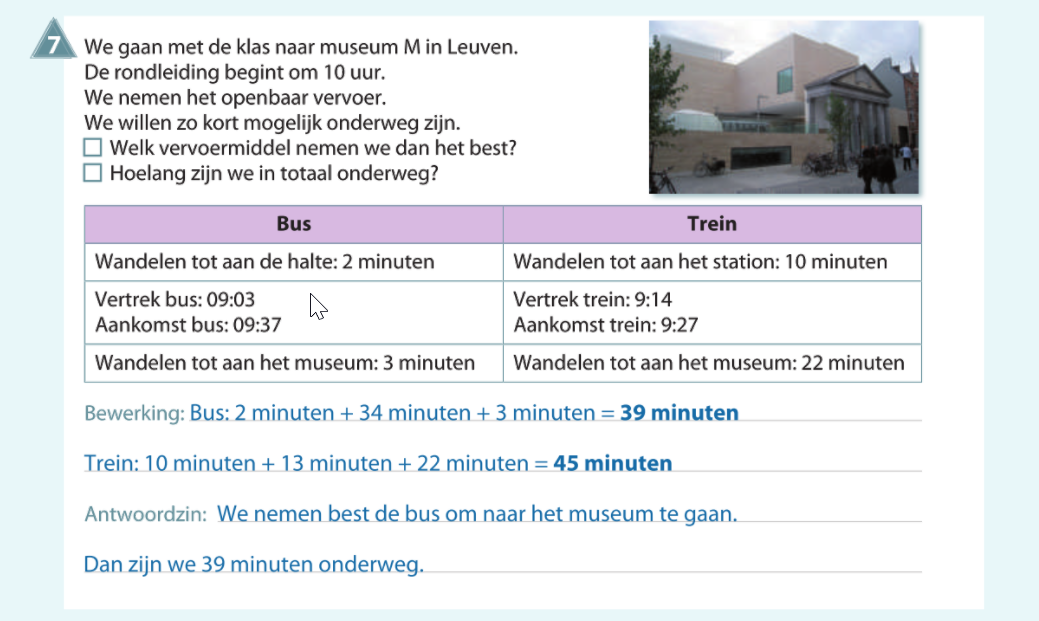 7
We gaan met de klas naar museum M in Leuven.
De rondleiding begint om 10 uur.
We nemen het openbaar vervoer.
We willen zo kort mogelijk onderweg zijn.
Welk vervoermiddel nemen we dan het best?
Hoelang zijn we in totaal onderweg?
Bus Trein
Wandelen tot aan de halte: 2 minuten Wandelen tot aan het station: 10 minuten
Vertrek bus: 09:03 Vertrek trein: 9:14
Aankomst bus: 09:37 Aankomst trein: 9:27
Wandelen tot aan het museum: 3 minuten Wandelen tot aan het museum: 22 minuten
Bewerking: Bus: 2 minuten + 34 minuten + 3 minuten = 39 minuten
Trein: 10 minuten + 13 minuten + 22 minuten = 45 minuten
Antwoordzin: We nemen best de bus om naar het museum te gaan.
Dan zijn we 39 minuten onderweg.